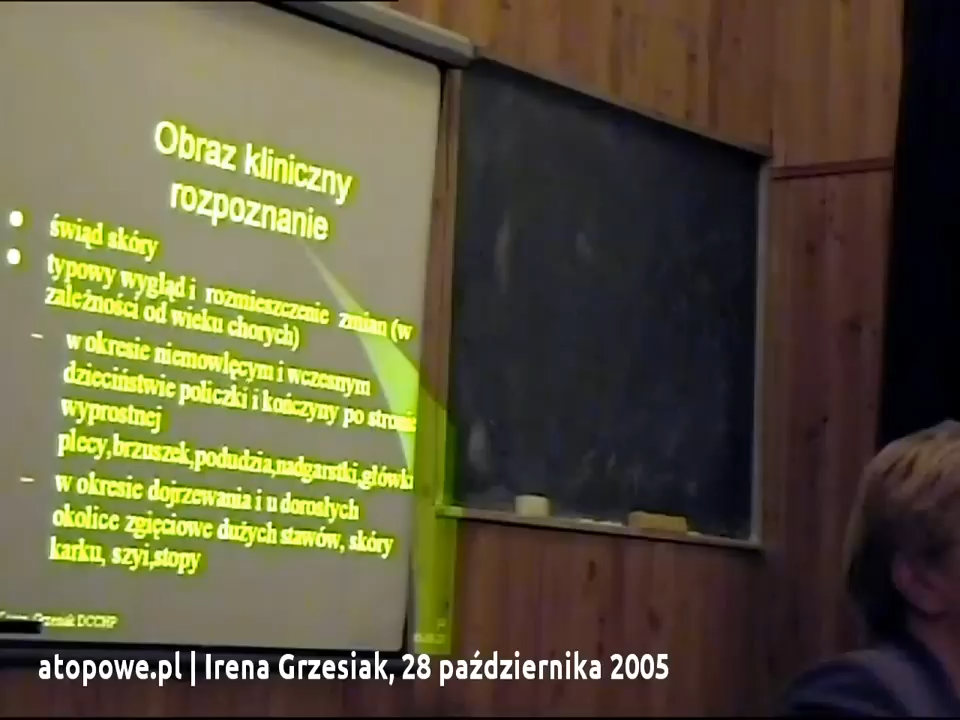 Obraz kliniczny
rozpoznanie
świąd skóry
typowy wygląd i rozmieszczenie zmian (w
zależności od wieku chorych)
– w okresie niemowlęcym i wczesnym
dzieciństwie policzki i kończyny po stronie
wyprostnej
plecy,brzuszek,podudzia,nadgarstki,główki
– w okresie dojrzewania i u dorosłych
okolice zgięciowe dużych stawów, skóry
karku, szyi,stopy
Grzesiak DCCHP
atopowe.pl | Irena Grzesiak, 28 października 2005